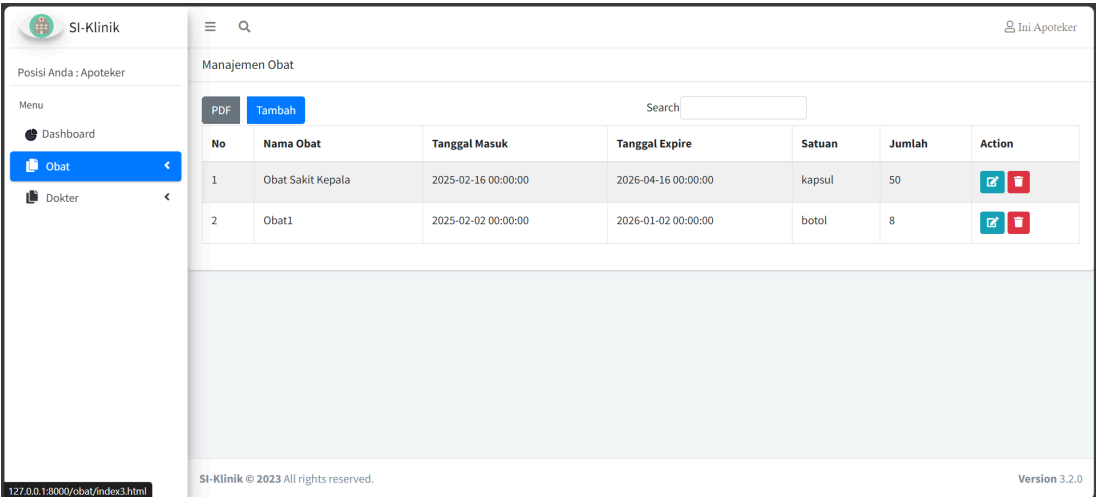 SI-Klinik
Ini Apoteker
Posisi Anda : Apoteker
Menu
Dashboard
Obat
Dokter
Manajemen Obat
PDF Tambah Search
No Nama Obat Tanggal Masuk Tanggal Expire Satuan Jumlah Action
1 Obat Sakit Kepala 2025-02-16 00:00:00 2026-04-16 00:00:00 kapsul 50
2 Obat1 2025-02-02 00:00:00 2026-01-02 00:00:00 botol 8
SI-Klinik © 2023 All rights reserved. Version 3.2.0
127.0.0.1:8000/obat/index3.html